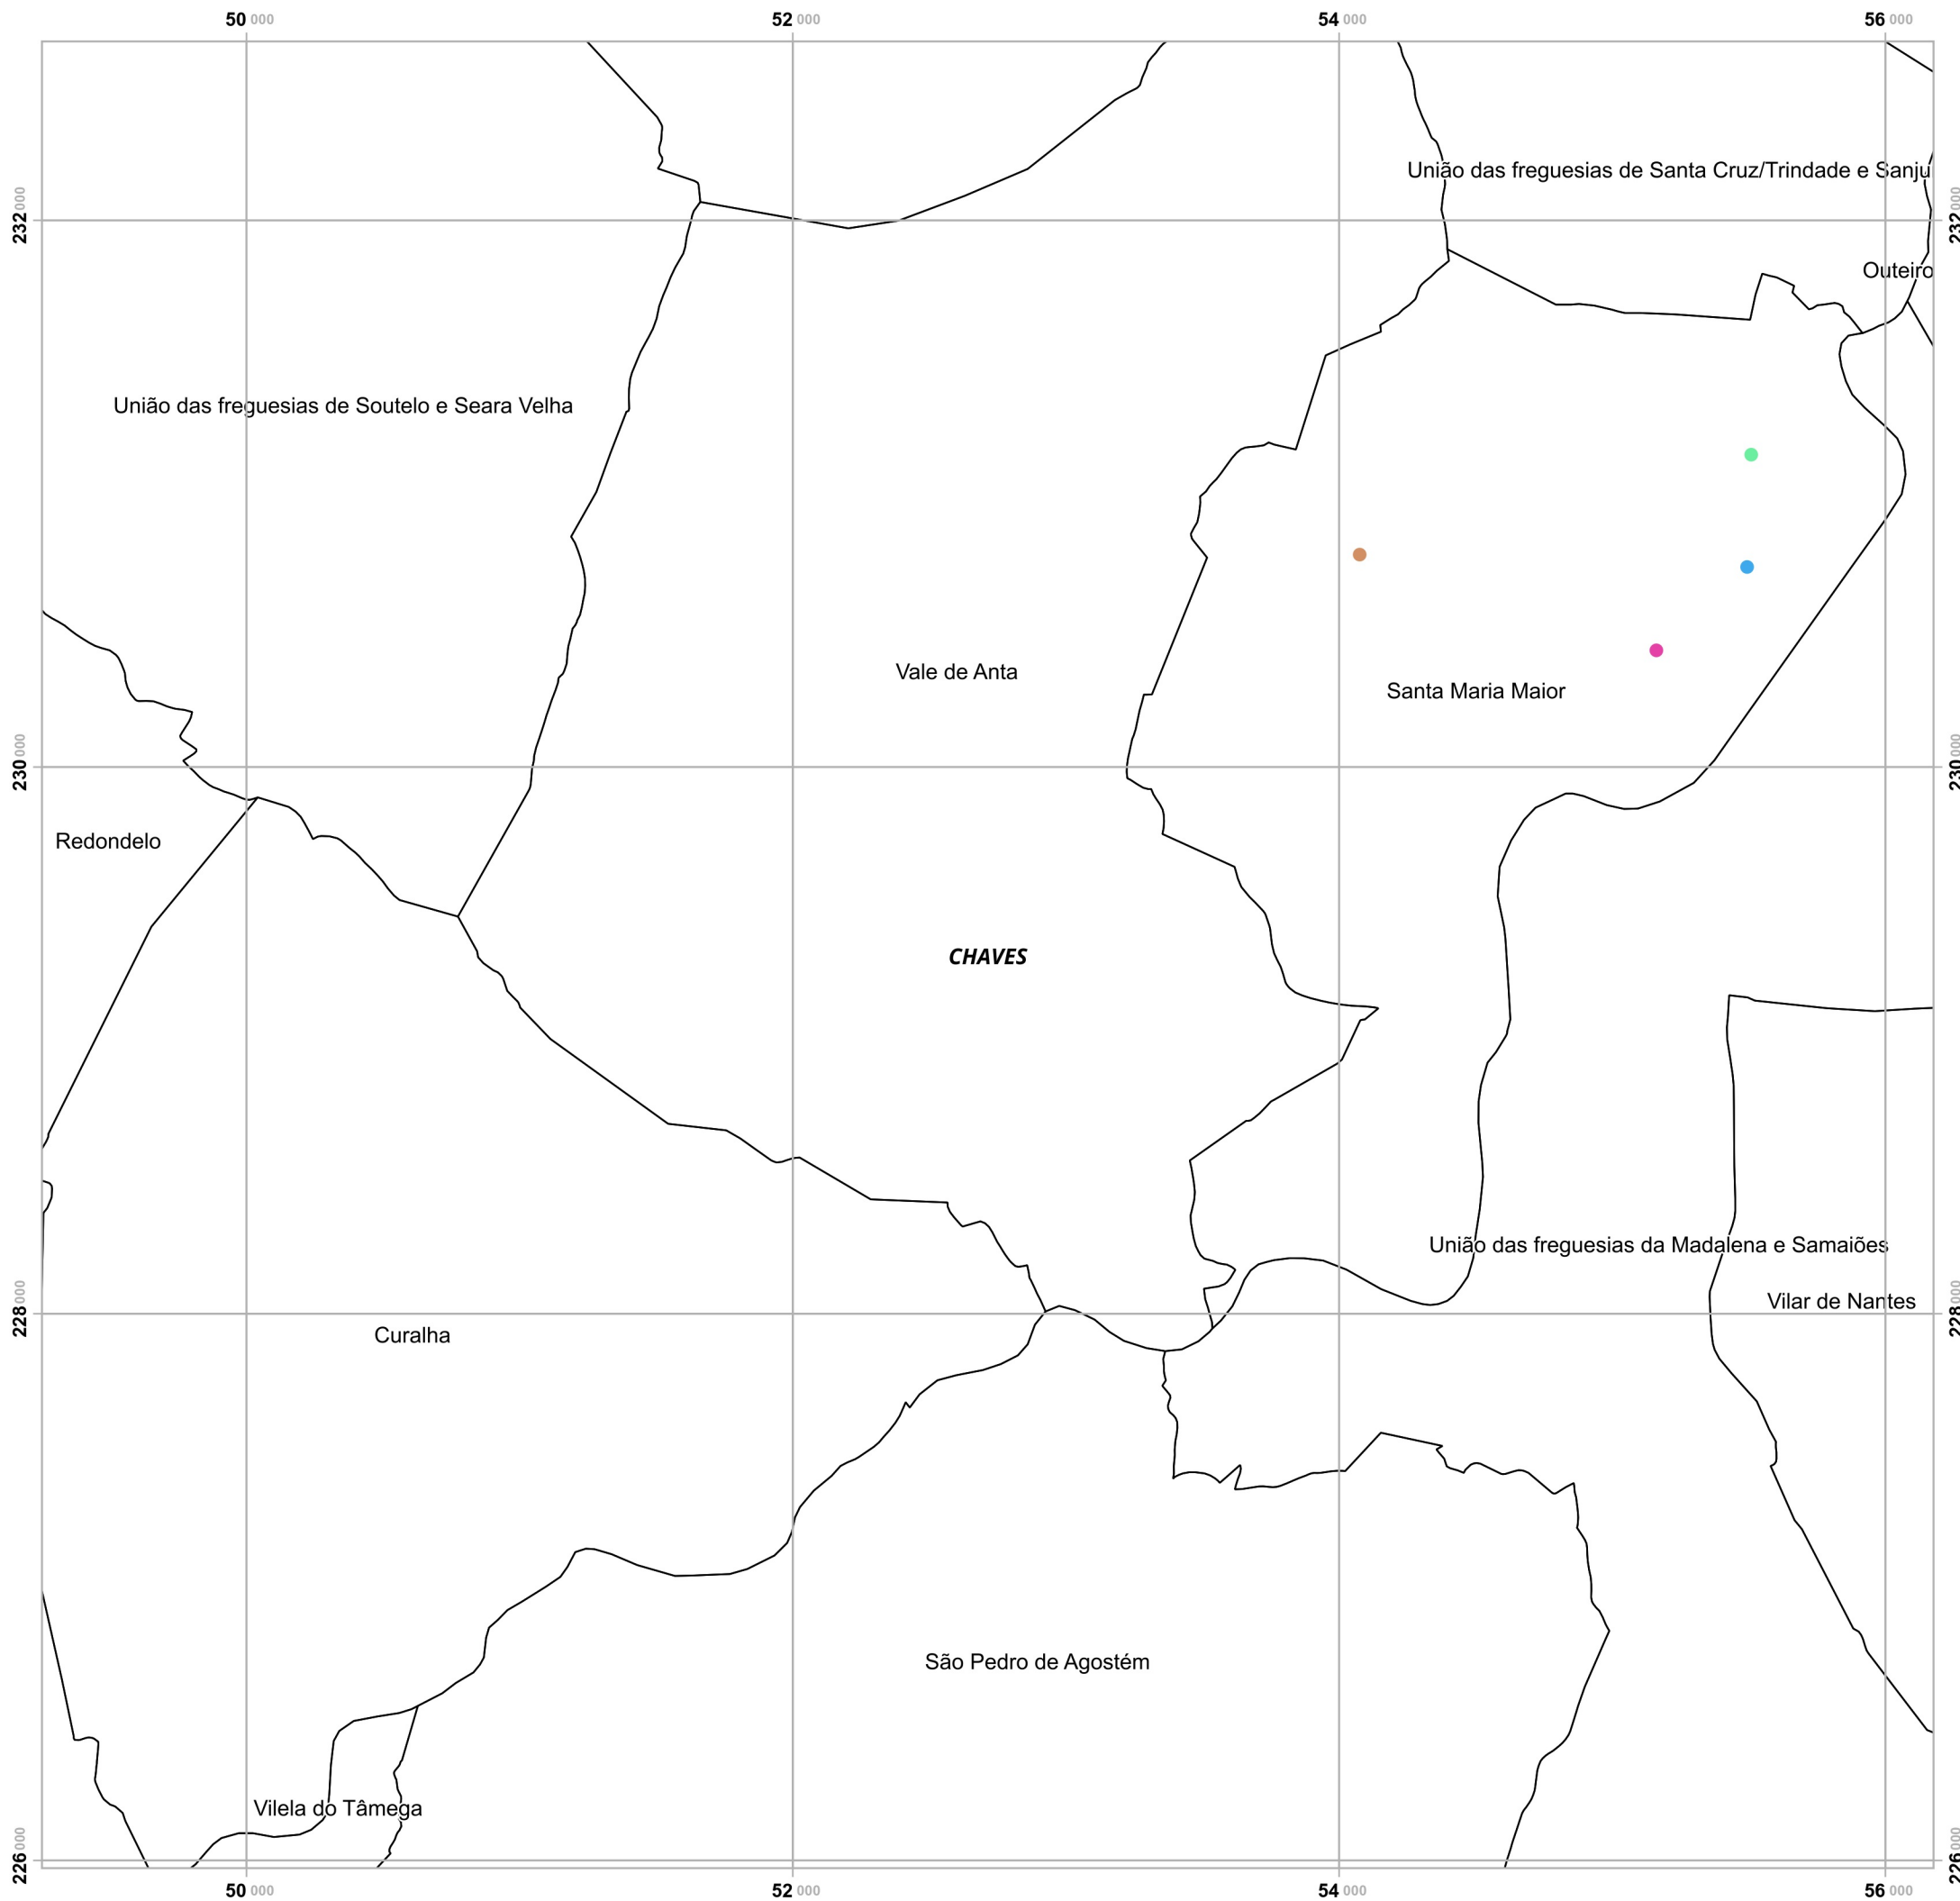 50 000 52 000 54 000 56 000
União das freguesias de Santa Cruz/Trindade e Sanju
232 000 232 000
Outeiro
União das freguesias de Soutelo e Seara Velha
Vale de Anta
Santa Maria Maior
230 000 230 000
Redondelo
CHAVES
União das freguesias da Madalena e Samaiões
Vilar de Nantes
228 000 228 000
Curalha
São Pedro de Agostém
Vilela do Tâmega
226 000 226 000
50 000 52 000 54 000 56 000